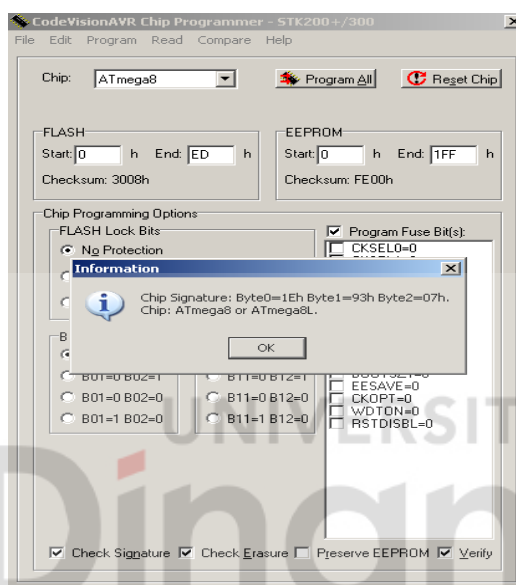 CodeVisionAVR Chip Programmer - STK200+/300
File Edit Program Read Compare Help
Chip: ATmega8 Program All Reset Chip
FLASH EEPROM
Start: 0 h End: ED h Start: 0 h End: 1FF h
Checksum: 3008h Checksum: FE00h
Chip Programming Options
FLASH Lock Bits Program Fuse Bit(s):
No Protection CKSEL0=0
Information
Chip Signature: Byte0=1Eh Byte1=93h Byte2=07h.
Chip: ATmega8 or ATmega8L.
B
OK
B01=0 B02=1 B11=0 B12=1
EESAVE=0
B01=0 B02=0 B11=0 B12=0 CKOPT=0
WDTON=0
B01=1 B02=0 B11=1 B12=0 RSTDISBL=0
UNIVERSIT
Dinam
Check Signature Check Erasure Preserve EEPROM Verify